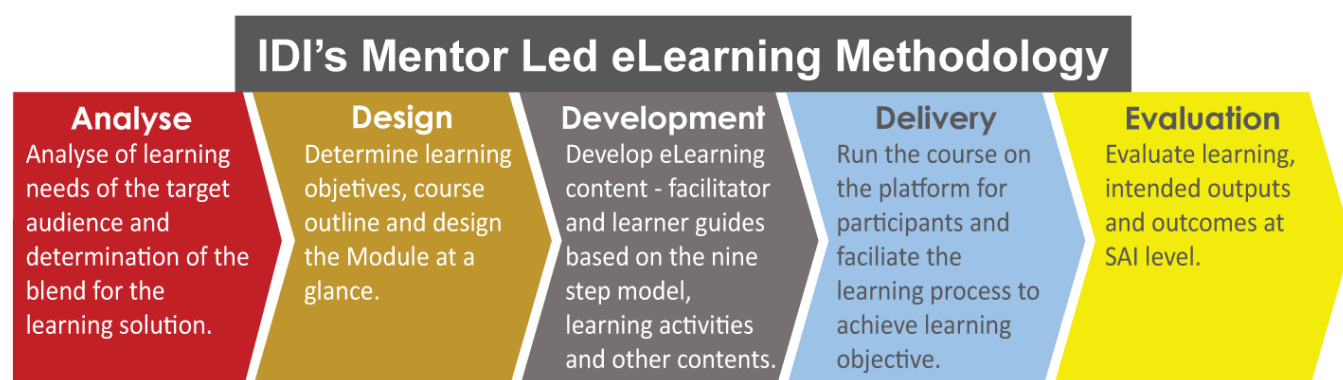 IDI’s Mentor Led eLearning Methodology
Analyse
Analyse of learning
needs of the target
audience and
determination of the
blend for the
learning solution.
Design
Determine learning
objetives, course
outline and design
the Module at a
glance.
Development
Develop eLearning
content - facilitator
and learner guides
based on the nine
step model,
learning activities
and other contents.
Delivery
Run the course on
the platform for
participants and
faciliate the
learning process to
achieve learning
objective.
Evaluation
Evaluate learning,
intended outputs
and outcomes at
SAI level.